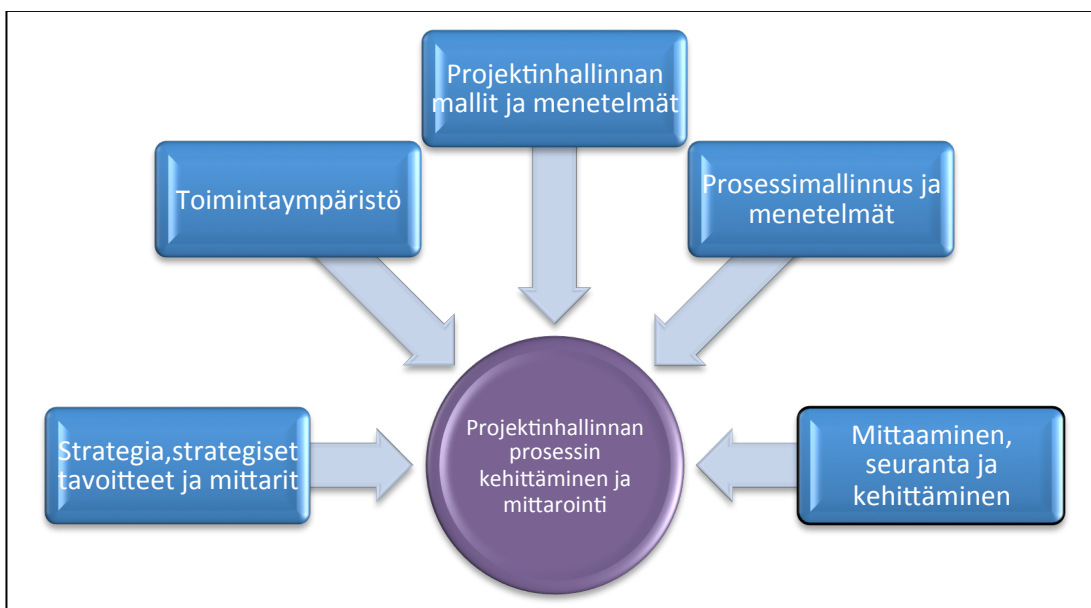 Projektinhallinnan
mallit ja menetelmät
Toimintaympäristö
Prosessimallinnus ja
menetelmät
Strategia,strategiset
tavoitteet ja mittarit
Projektinhallinnan
prosessin
kehittäminen ja
mittarointi
Mittaaminen,
seuranta ja
kehittäminen